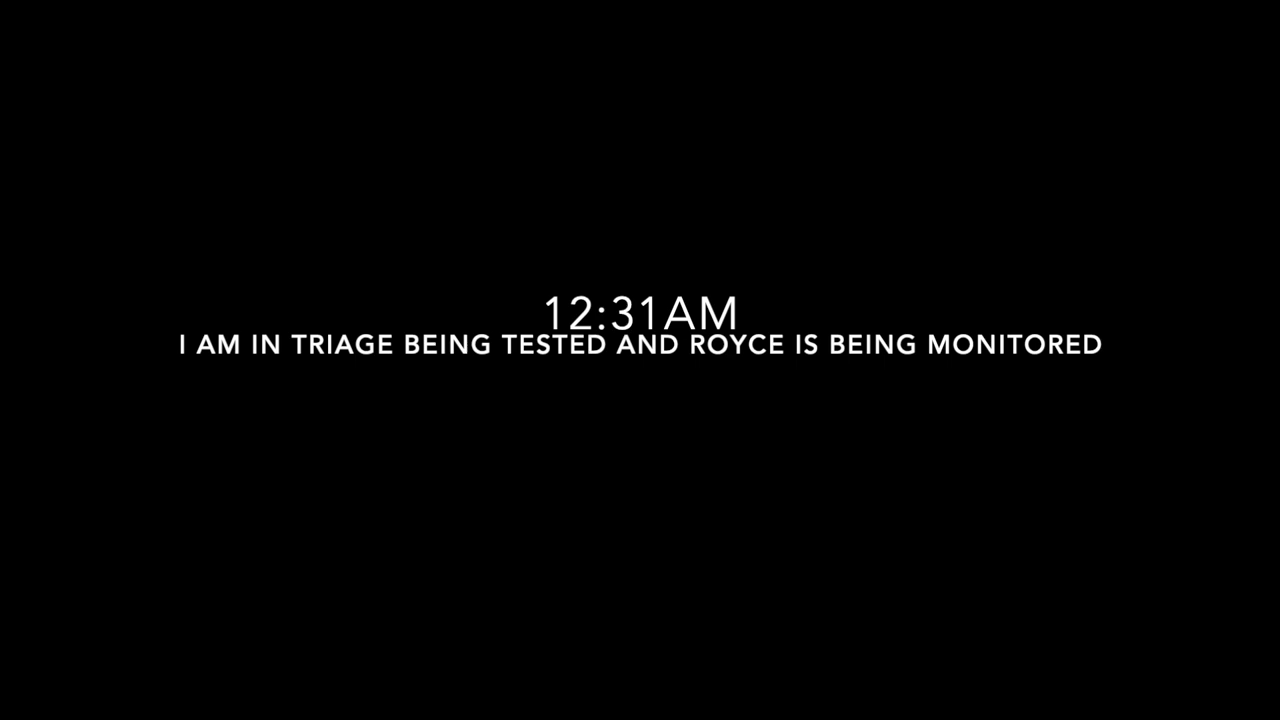 12:31AM
I AM IN TRIAGE BEING TESTED AND ROYCE IS BEING MONITORED